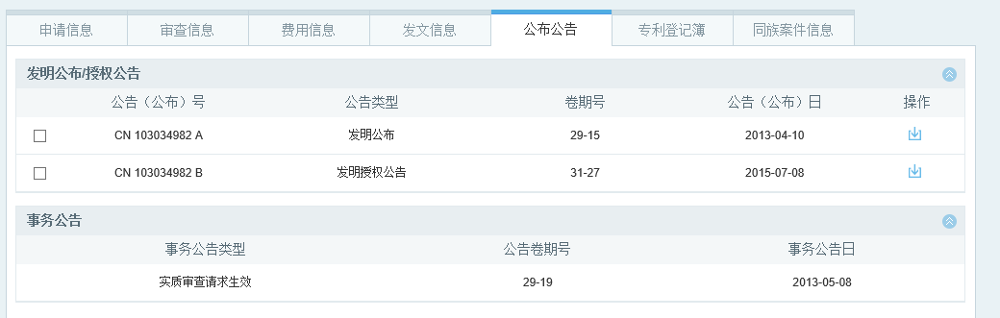 申请信息 审查信息 费用信息 发文信息 公布公告 专利登记簿 同族案件信息
发明公布/授权公告
公告（公布）号 公告类型 卷期号 公告（公布）日 操作
CN 103034982 A 发明公布 29-15 2013-04-10
CN 103034982 B 发明授权公告 31-27 2015-07-08
事务公告
事务公告类型 公告卷期号 事务公告日
实质审查请求生效 29-19 2013-05-08